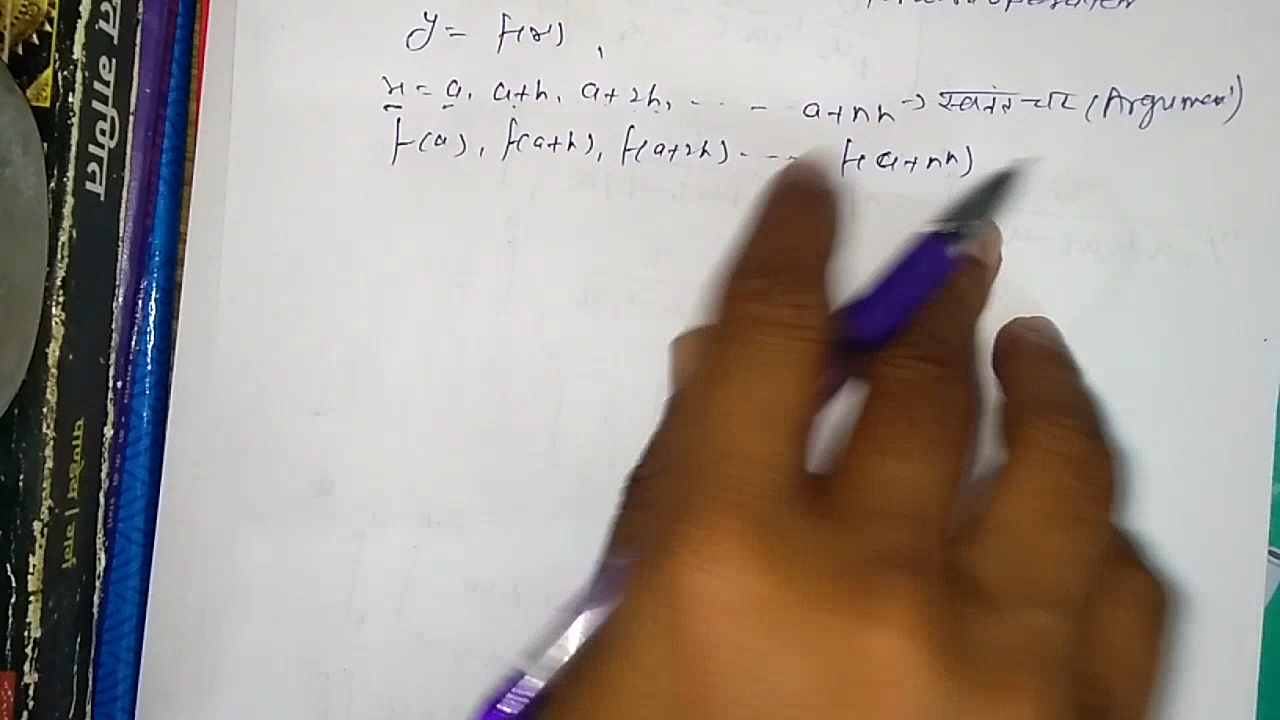 y = f(x),
x = a, a+h, a+2h, - - - a+nh → स्वतंत्र चर (Argument)
f(a), f(a+h), f(a+2h) - - - f(a+nh)